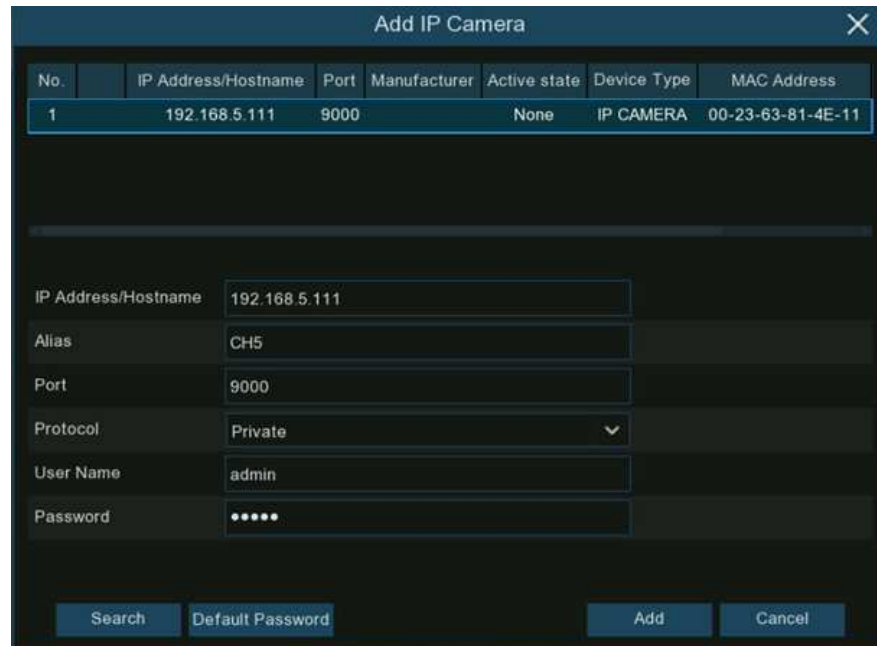 Add IP Camera
No. IP Address/Hostname Port Manufacturer Active state Device Type MAC Address
1 192.168.5.111 9000 None IP CAMERA 00-23-63-81-4E-11
IP Address/Hostname 192.168.5.111
Alias CH5
Port 9000
Protocol Private
User Name admin
Password •••••
Search Default Password Add Cancel